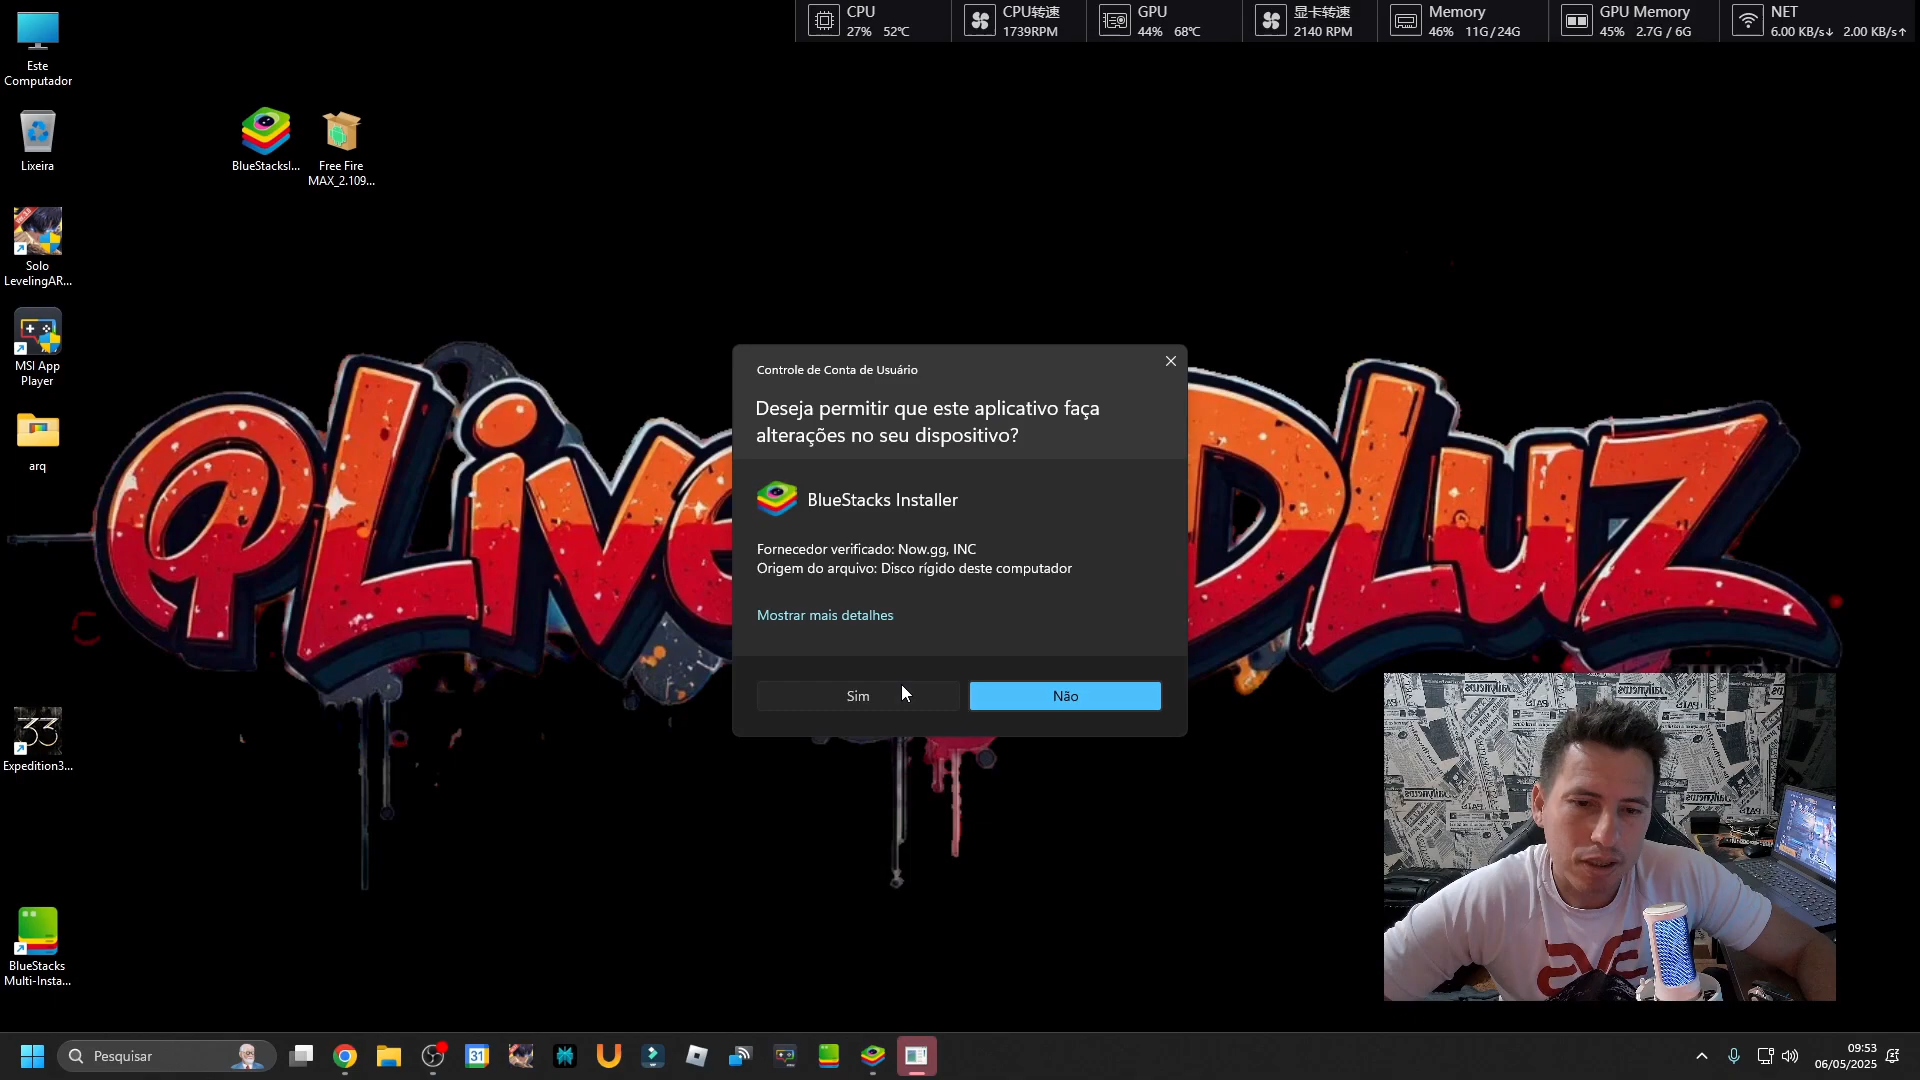 CPU
27% 52℃
CPU转速
1739RPM
GPU
44% 68℃
显卡转速
2140 RPM
Memory
46% 11G/24G
GPU Memory
45% 2.7G / 6G
NET
6.00 KB/s↓ 2.00 KB/s↑
Este
Computador
Lixeira
BlueStacksI...
Free Fire
MAX_2.109...
Solo
LevelingAR...
MSI App
Player
arq
33
Expedition3...
BlueStacks
Multi-Insta...
@Live
DLuz
Controle de Conta de Usuário
Deseja permitir que este aplicativo faça
alterações no seu dispositivo?
BlueStacks Installer
Fornecedor verificado: Now.gg, INC
Origem do arquivo: Disco rígido deste computador
Mostrar mais detalhes
Sim
Não
Pesquisar
31
09:53
06/05/2025